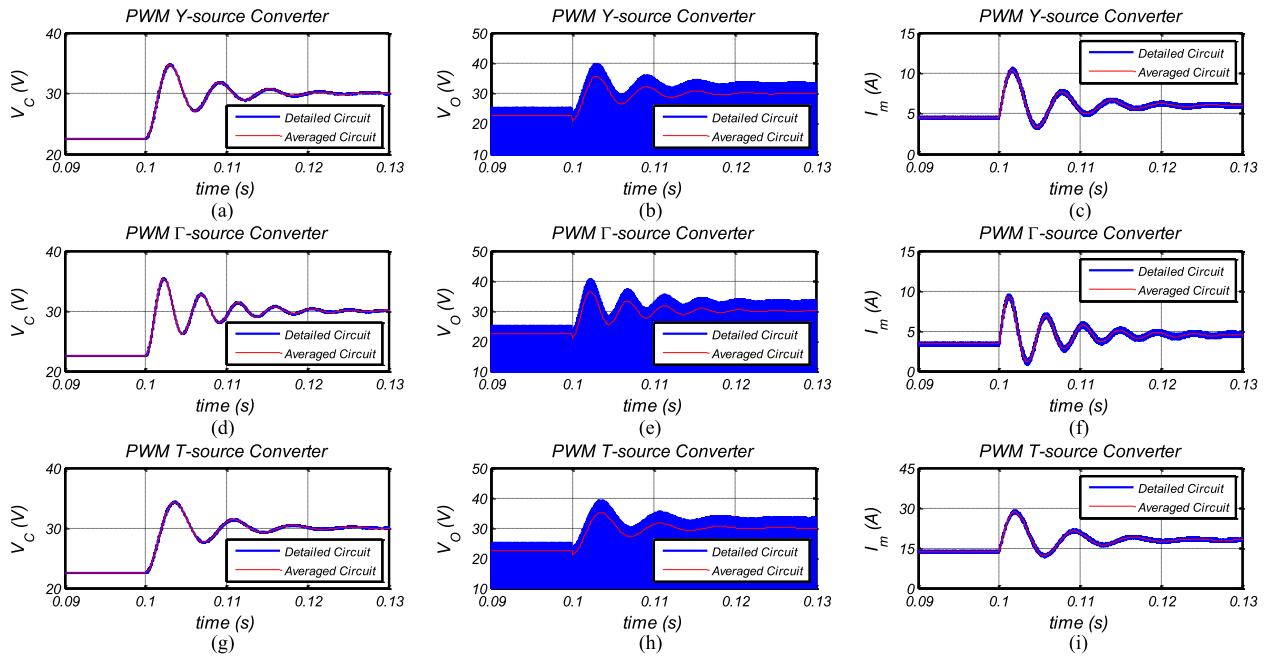 PWM Y-source Converter
40
30
20
V_C (V)
Detailed Circuit
Averaged Circuit
0.09 0.1 0.11 0.12 0.13
time (s)
(a)
PWM Y-source Converter
50
40
30
20
10
V_O (V)
Detailed Circuit
Averaged Circuit
0.09 0.1 0.11 0.12 0.13
time (s)
(b)
PWM Y-source Converter
15
10
5
0
I_m (A)
Detailed Circuit
Averaged Circuit
0.09 0.1 0.11 0.12 0.13
time (s)
(c)
PWM Γ-source Converter
40
30
20
V_C (V)
Detailed Circuit
Averaged Circuit
0.09 0.1 0.11 0.12 0.13
time (s)
(d)
PWM Γ-source Converter
50
40
30
20
10
V_O (V)
Detailed Circuit
Averaged Circuit
0.09 0.1 0.11 0.12 0.13
time (s)
(e)
PWM Γ-source Converter
15
10
5
0
I_m (A)
Detailed Circuit
Averaged Circuit
0.09 0.1 0.11 0.12 0.13
time (s)
(f)
PWM T-source Converter
40
30
20
V_C (V)
Detailed Circuit
Averaged Circuit
0.09 0.1 0.11 0.12 0.13
time (s)
(g)
PWM T-source Converter
50
40
30
20
10
V_O (V)
Detailed Circuit
Averaged Circuit
0.09 0.1 0.11 0.12 0.13
time (s)
(h)
PWM T-source Converter
45
30
15
0
I_m (A)
Detailed Circuit
Averaged Circuit
0.09 0.1 0.11 0.12 0.13
time (s)
(i)